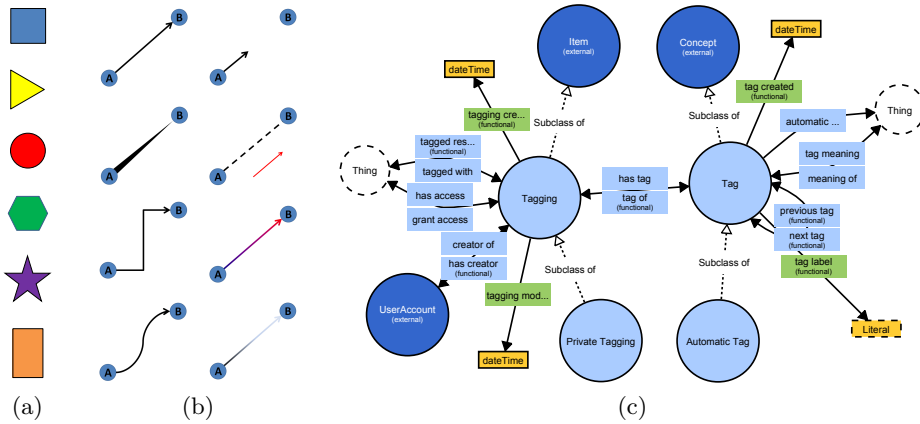 B
A
B
A
B
A
B
A
B
A
B
A
B
A
B
A
(a)
(b)
Item
(external)
Concept
(external)
dateTime
dateTime
tag created
(functional)
tagging cre...
(functional)
Subclass of
Subclass of
automatic ...
Thing
tagged res...
(functional)
tagged with
Thing
has access
grant access
Tagging
has tag
tag of
(functional)
Tag
tag meaning
meaning of
previous tag
(functional)
next tag
(functional)
tag label
(functional)
creator of
has creator
(functional)
Subclass of
Subclass of
tagging mod...
UserAccount
(external)
dateTime
Private Tagging
Automatic Tag
Literal
(c)